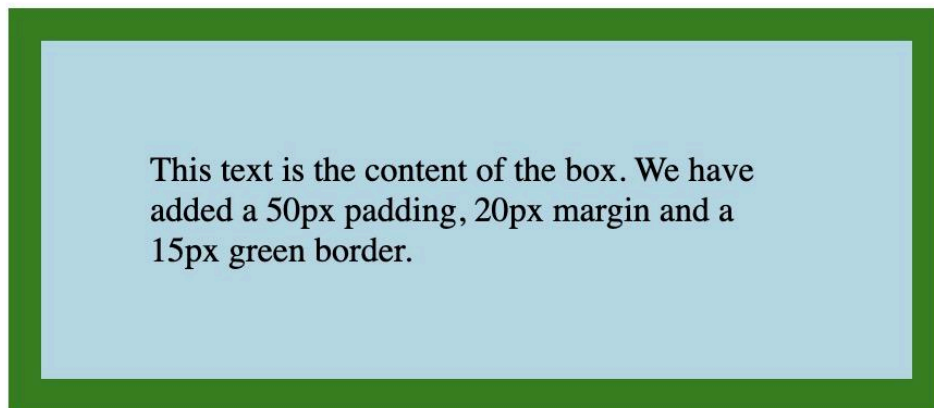 This text is the content of the box. We have
added a 50px padding, 20px margin and a
15px green border.